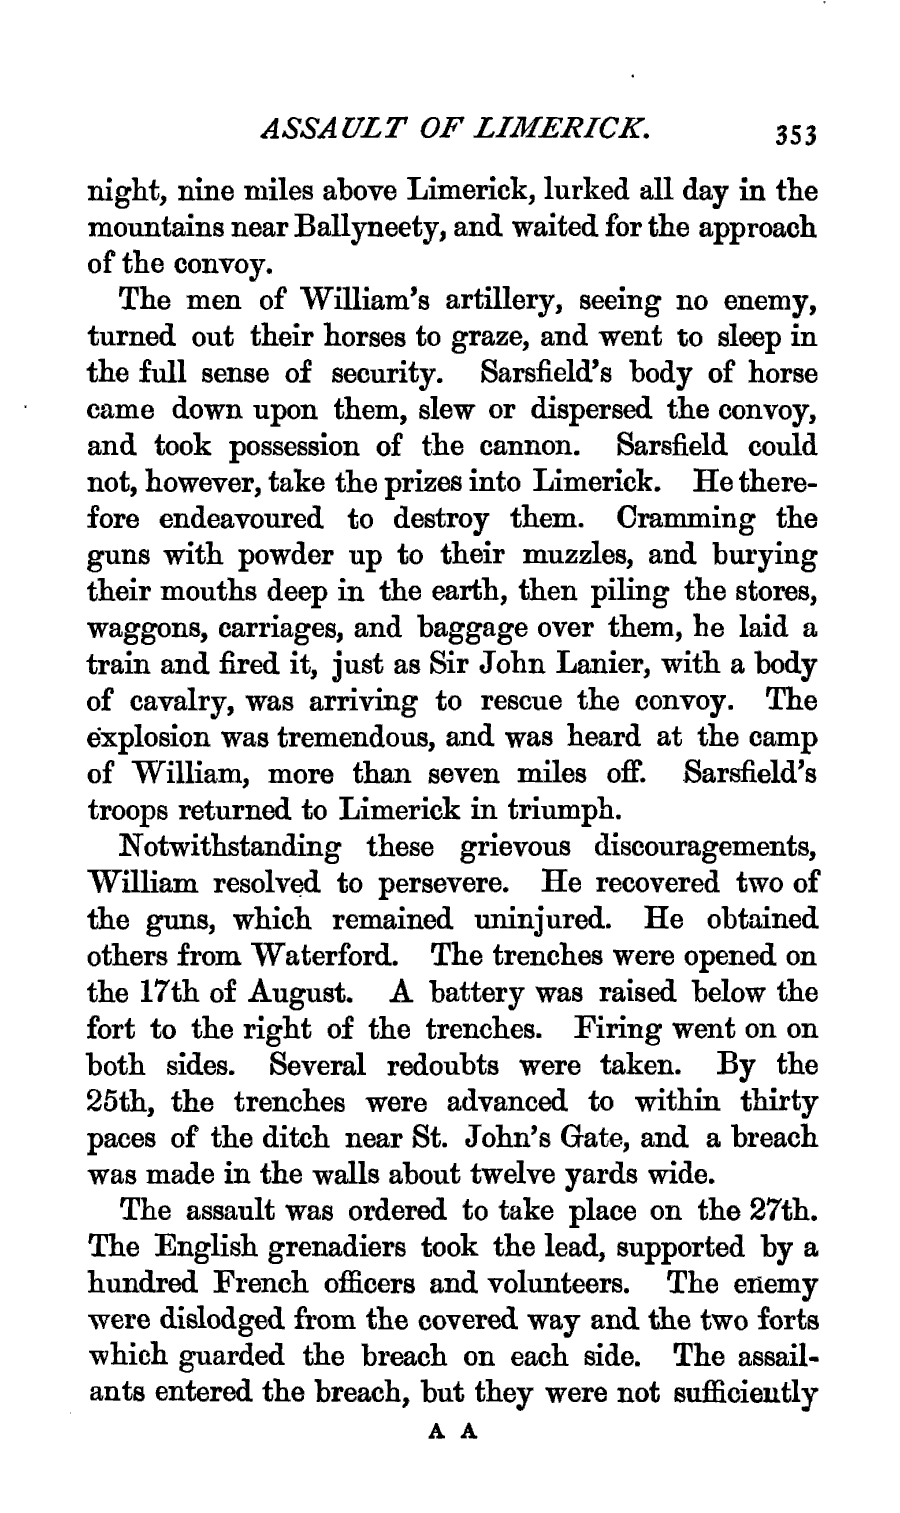 ASSAULT OF LIMERICK. 353
night, nine miles above Limerick, lurked all day in the
mountains near Ballyneety, and waited for the approach
of the convoy.
The men of William's artillery, seeing no enemy,
turned out their horses to graze, and went to sleep in
the full sense of security. Sarsfield's body of horse
came down upon them, slew or dispersed the convoy,
and took possession of the cannon. Sarsfield could
not, however, take the prizes into Limerick. He there-
fore endeavoured to destroy them. Cramming the
guns with powder up to their muzzles, and burying
their mouths deep in the earth, then piling the stores,
waggons, carriages, and baggage over them, he laid a
train and fired it, just as Sir John Lanier, with a body
of cavalry, was arriving to rescue the convoy. The
explosion was tremendous, and was heard at the camp
of William, more than seven miles off. Sarsfield's
troops returned to Limerick in triumph.
Notwithstanding these grievous discouragements,
William resolved to persevere. He recovered two of
the guns, which remained uninjured. He obtained
others from Waterford. The trenches were opened on
the 17th of August. A battery was raised below the
fort to the right of the trenches. Firing went on on
both sides. Several redoubts were taken. By the
25th, the trenches were advanced to within thirty
paces of the ditch near St. John's Gate, and a breach
was made in the walls about twelve yards wide.
The assault was ordered to take place on the 27th.
The English grenadiers took the lead, supported by a
hundred French officers and volunteers. The enemy
were dislodged from the covered way and the two forts
which guarded the breach on each side. The assail-
ants entered the breach, but they were not sufficiently
A A